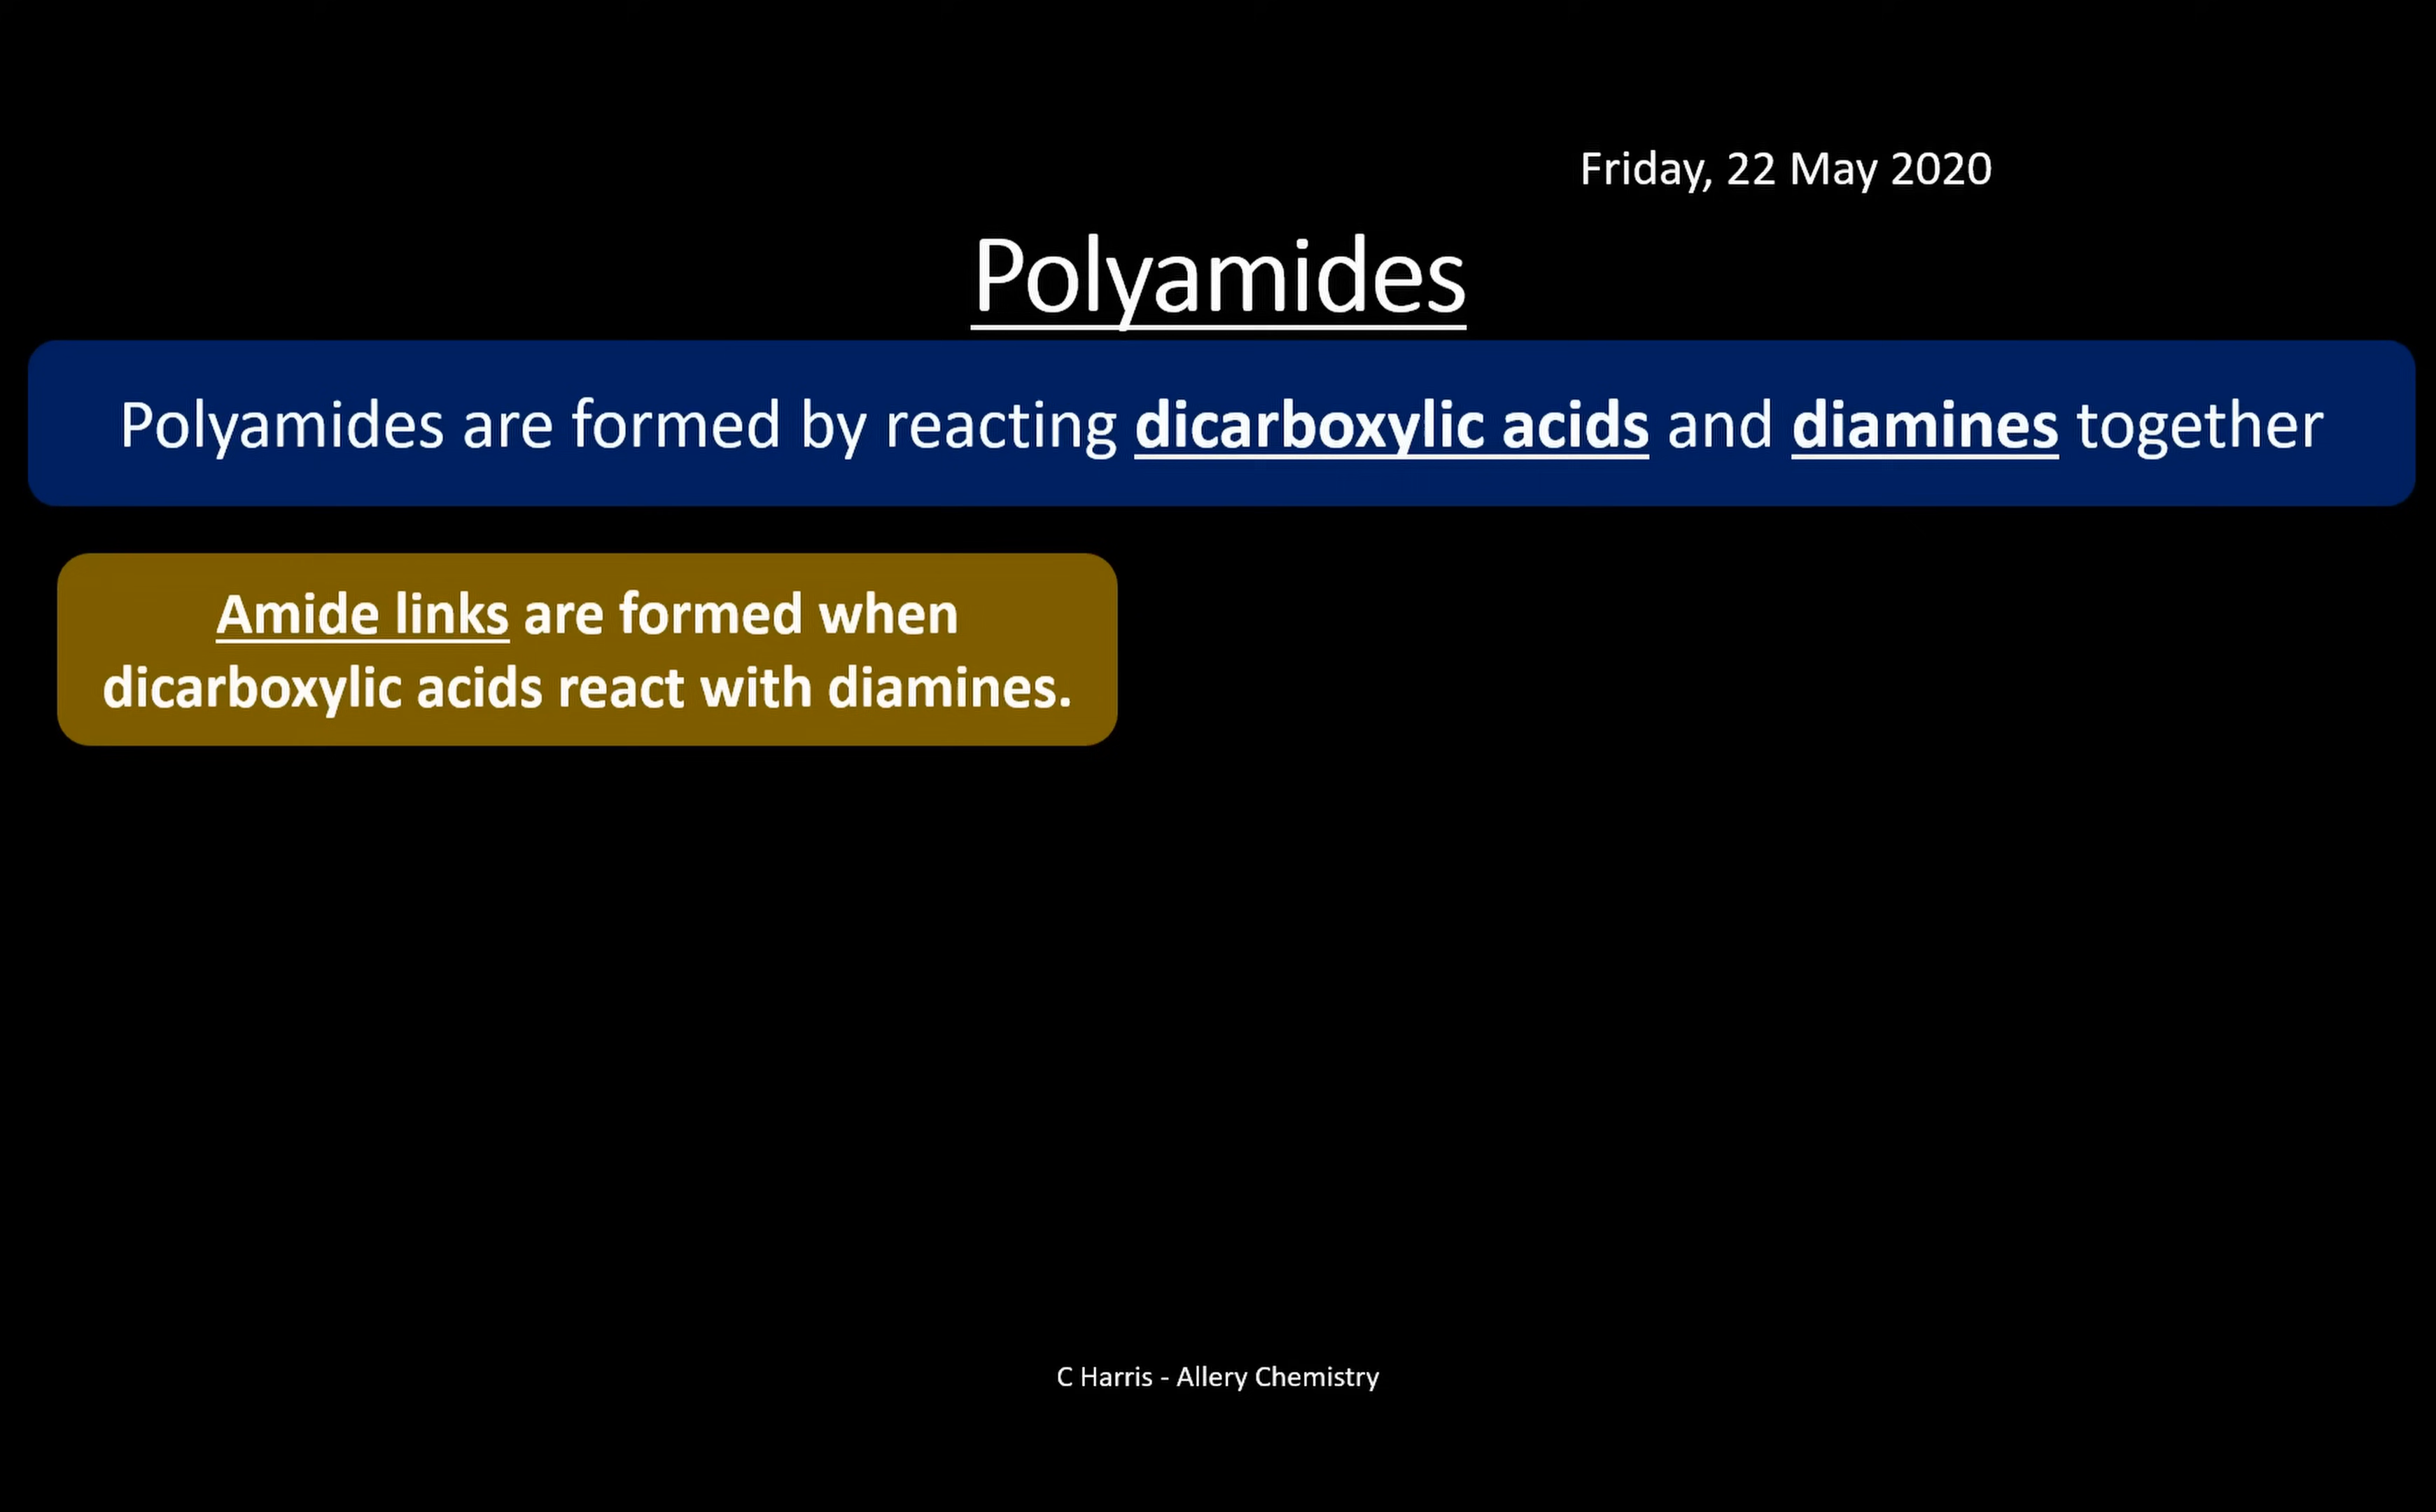 Friday, 22 May 2020
Polyamides
Polyamides are formed by reacting dicarboxylic acids and diamines together
Amide links are formed when
dicarboxylic acids react with diamines.
C Harris - Allery Chemistry